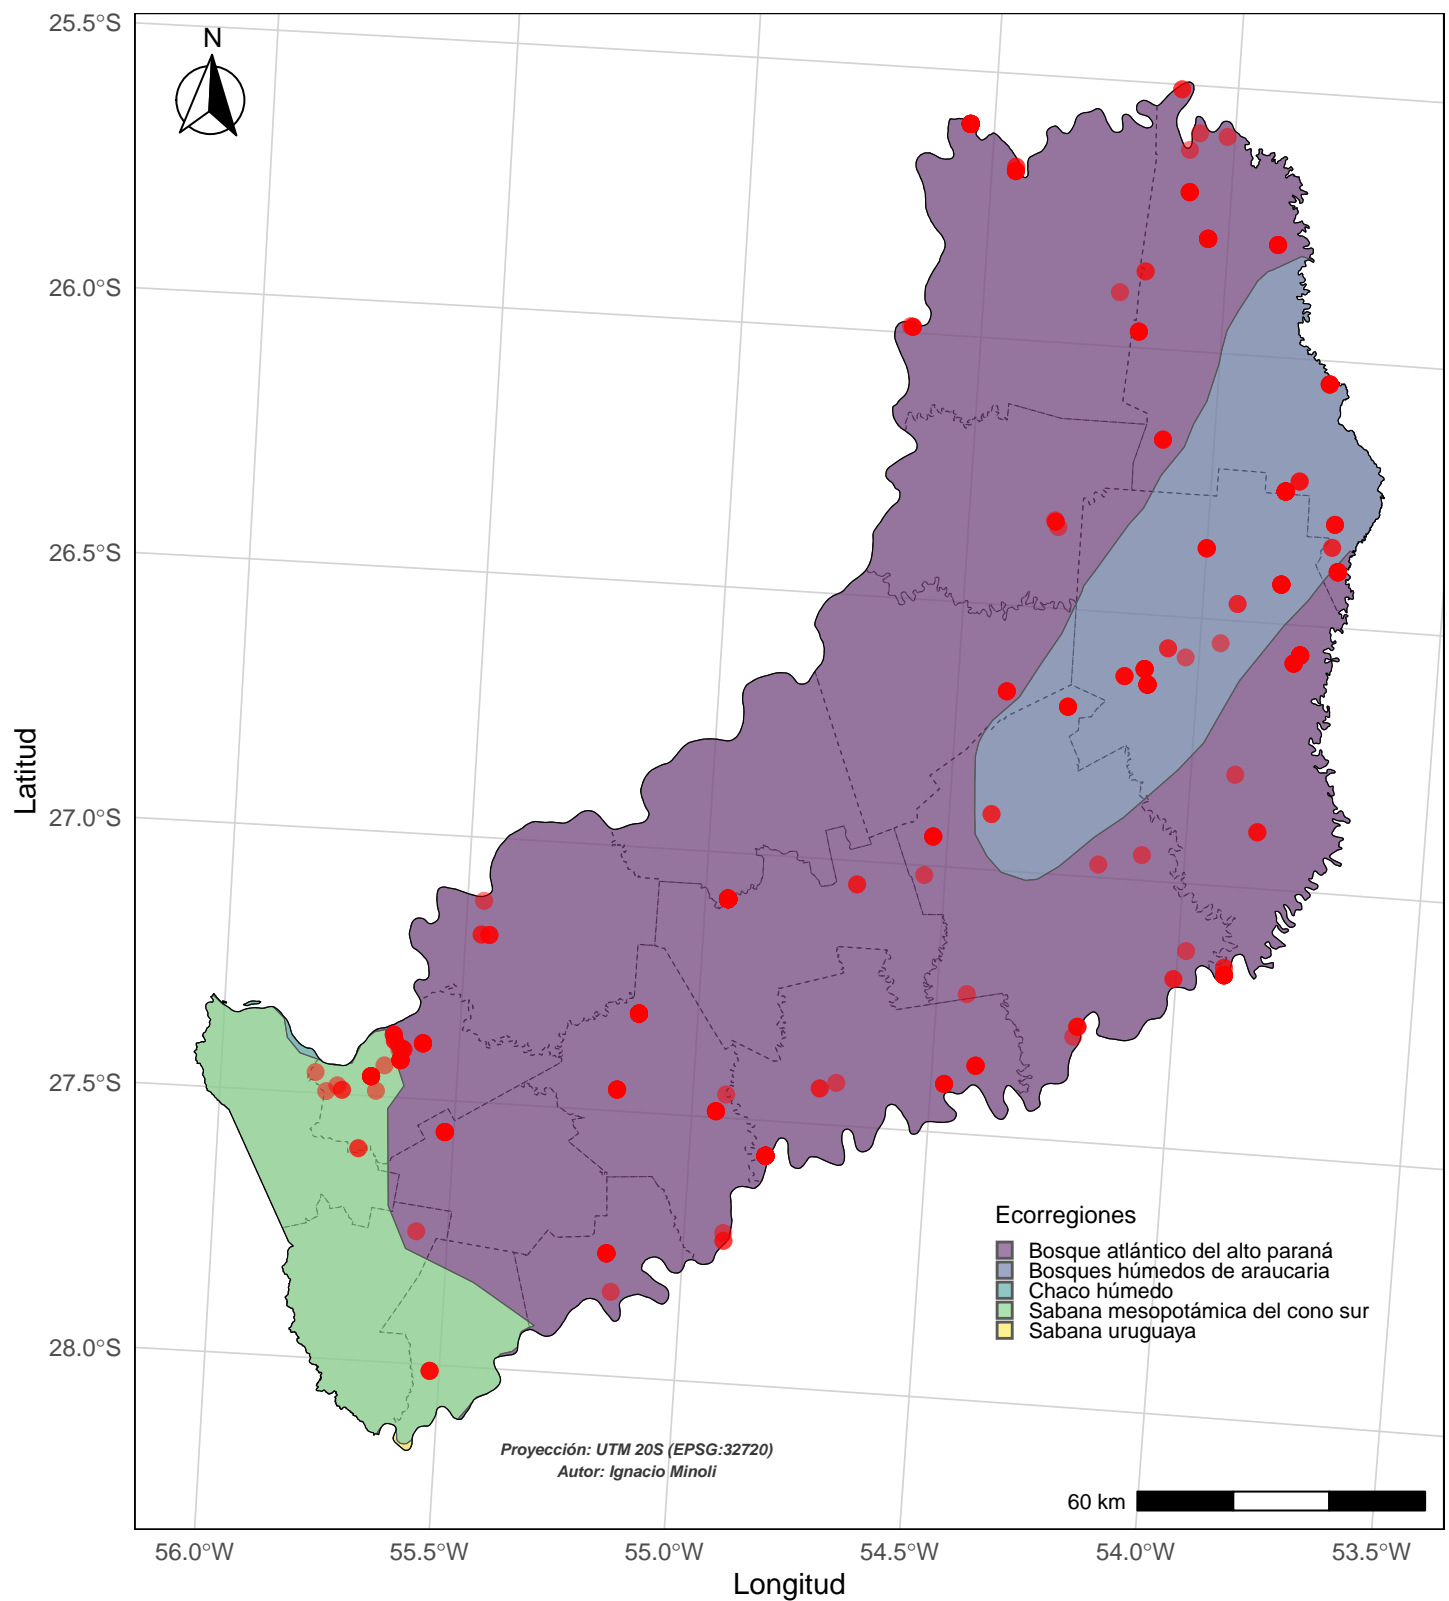 N
25.5°S
26.0°S
26.5°S
27.0°S
27.5°S
28.0°S
Latitud
Ecorregiones
Bosque atlántico del alto paraná
Bosques húmedos de araucaria
Chaco húmedo
Sabana mesopotámica del cono sur
Sabana uruguaya
Proyección: UTM 20S (EPSG:32720)
Autor: Ignacio Minoli
60 km
56.0°W 55.5°W 55.0°W 54.5°W 54.0°W 53.5°W
Longitud